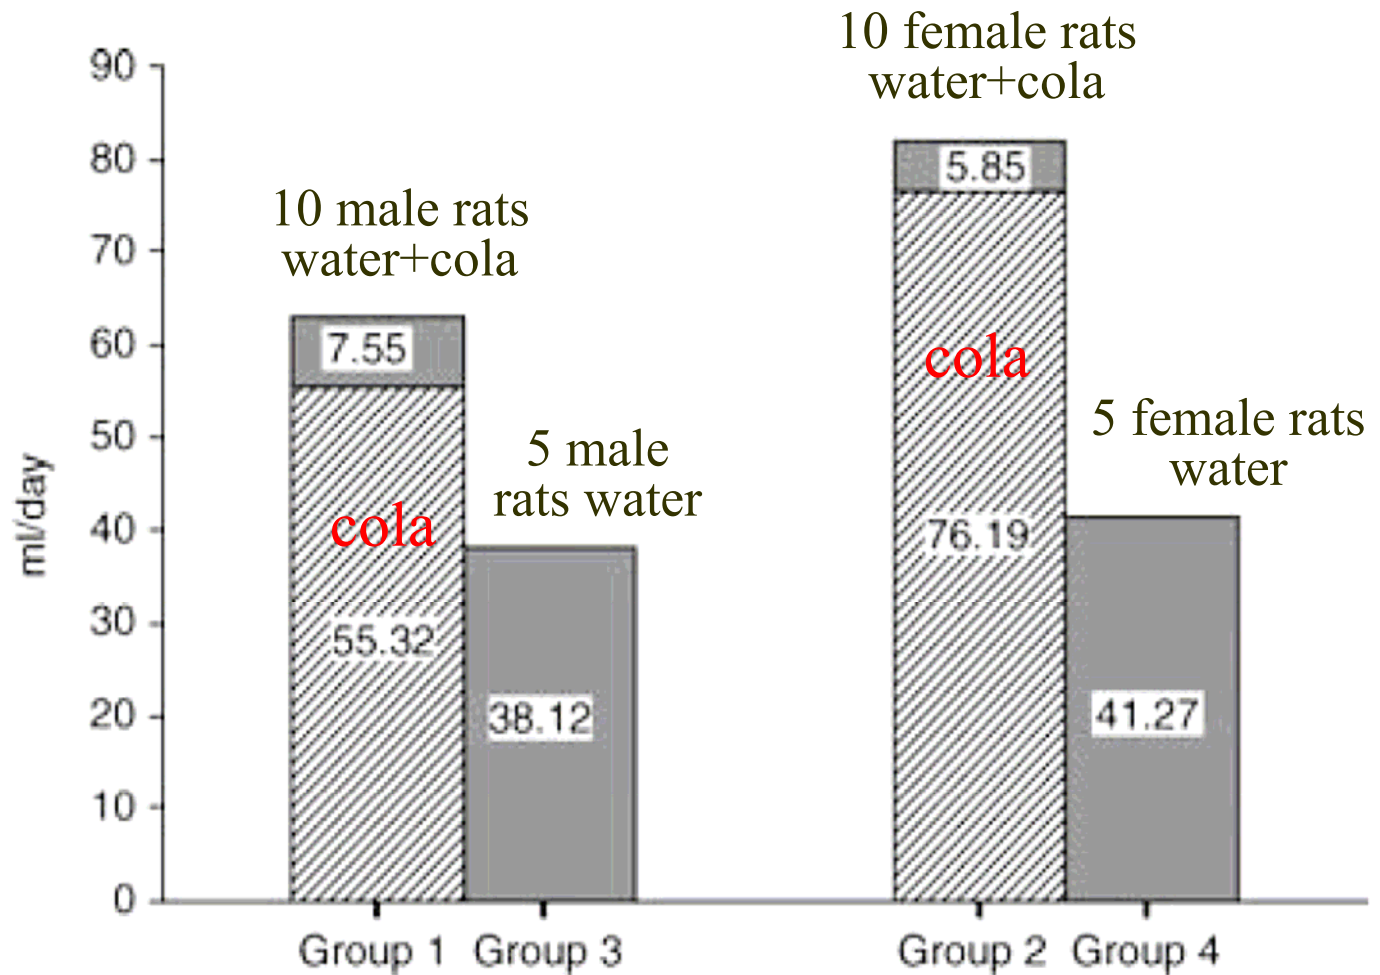 10 female rats
water+cola
90
80
70
60
50
40
30
20
10
0
ml/day
10 male rats
water+cola
7.55
cola
55.32
5 male
rats water
38.12
5.85
cola
76.19
5 female rats
water
41.27
Group 1
Group 3
Group 2
Group 4